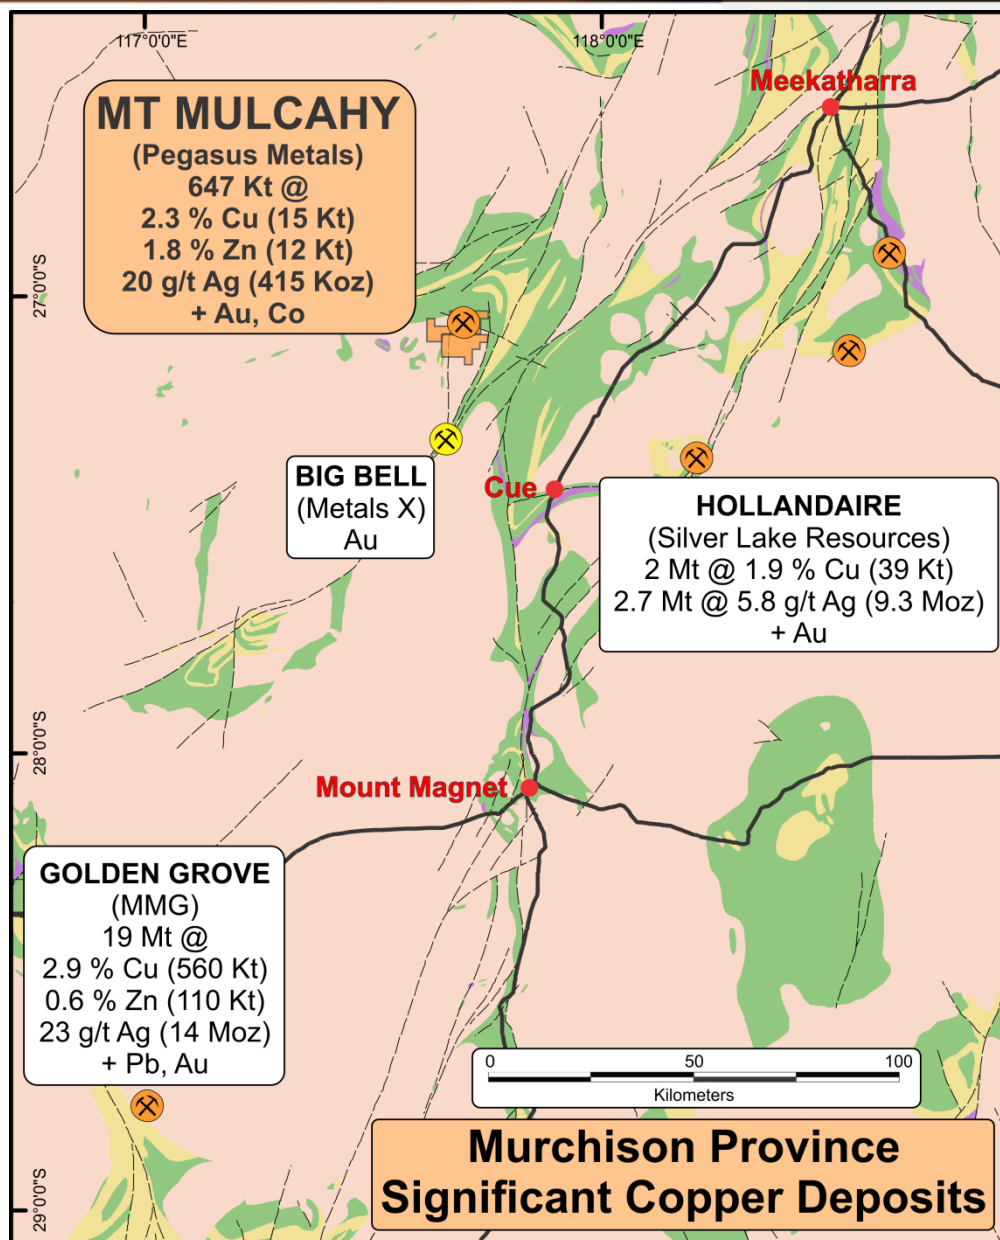 117°0'0"E
118°0'0"E
Meekatharra
MT MULCAHY
(Pegasus Metals)
647 Kt @
2.3 % Cu (15 Kt)
1.8 % Zn (12 Kt)
20 g/t Ag (415 Koz)
+ Au, Co
27°0'0"S
BIG BELL
(Metals X)
Au
Cue
HOLLANDAIRE
(Silver Lake Resources)
2 Mt @ 1.9 % Cu (39 Kt)
2.7 Mt @ 5.8 g/t Ag (9.3 Moz)
+ Au
28°0'0"S
Mount Magnet
GOLDEN GROVE
(MMG)
19 Mt @
2.9 % Cu (560 Kt)
0.6 % Zn (110 Kt)
23 g/t Ag (14 Moz)
+ Pb, Au
0 50 100
Kilometers
Murchison Province
Significant Copper Deposits
29°0'0"S